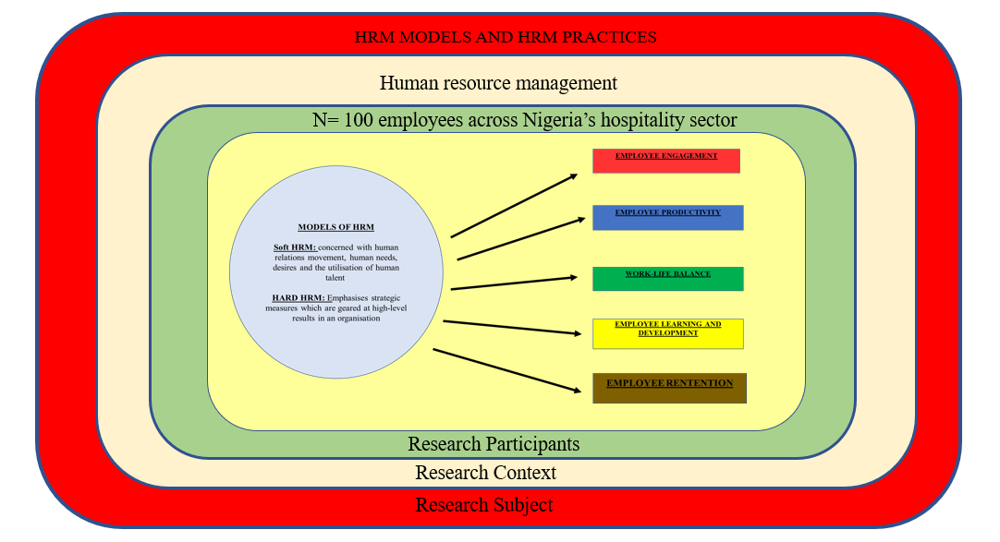 HRM MODELS AND HRM PRACTICES
Human resource management
N= 100 employees across Nigeria’s hospitality sector
MODELS OF HRM
Soft HRM: concerned with human
relations movement, human needs,
desires and the utilisation of human
talent
HARD HRM: Emphasises strategic
measures which are geared at high-level
results in an organisation
EMPLOYEE ENGAGEMENT
EMPLOYEE PRODUCTIVITY
WORK-LIFE BALANCE
EMPLOYEE LEARNING AND
DEVELOPMENT
EMPLOYEE RENTENTION
Research Participants
Research Context
Research Subject